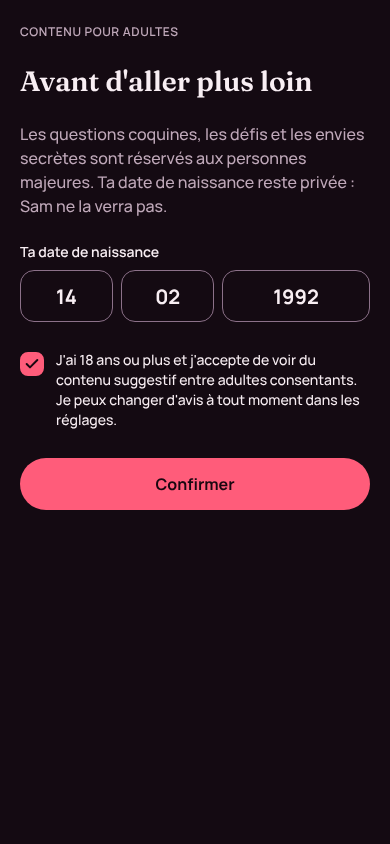 CONTENU POUR ADULTES
Avant d'aller plus loin
Les questions coquines, les défis et les envies
secrètes sont réservés aux personnes
majeures. Ta date de naissance reste privée :
Sam ne la verra pas.
Ta date de naissance
14 02 1992
J'ai 18 ans ou plus et j'accepte de voir du
contenu suggestif entre adultes consentants.
Je peux changer d'avis à tout moment dans les
réglages.
Confirmer